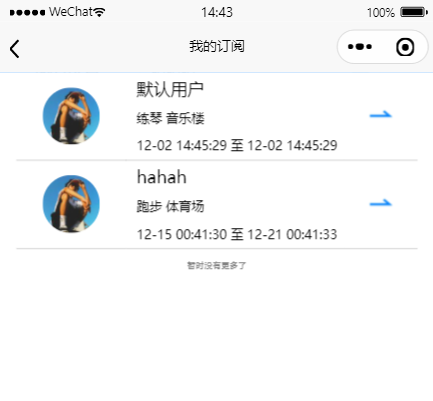 WeChat 14:43 100%
我的订阅
默认用户
练琴 音乐楼
12-02 14:45:29 至 12-02 14:45:29
hahah
跑步 体育场
12-15 00:41:30 至 12-21 00:41:33
暂时没有更多了